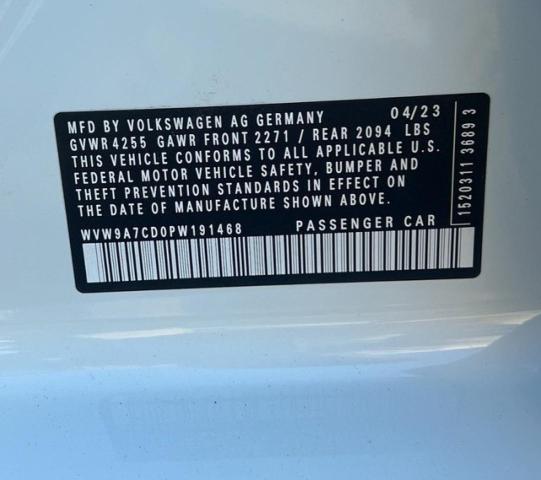 MFD BY VOLKSWAGEN AG GERMANY 04/23
GVWR 4255 GAWR FRONT 2271 / REAR 2094 LBS
THIS VEHICLE CONFORMS TO ALL APPLICABLE U.S.
FEDERAL MOTOR VEHICLE SAFETY, BUMPER AND
THEFT PREVENTION STANDARDS IN EFFECT ON
THE DATE OF MANUFACTURE SHOWN ABOVE.
WVW9A7CD0PW191468 PASSENGER CAR
1520311 3689 3